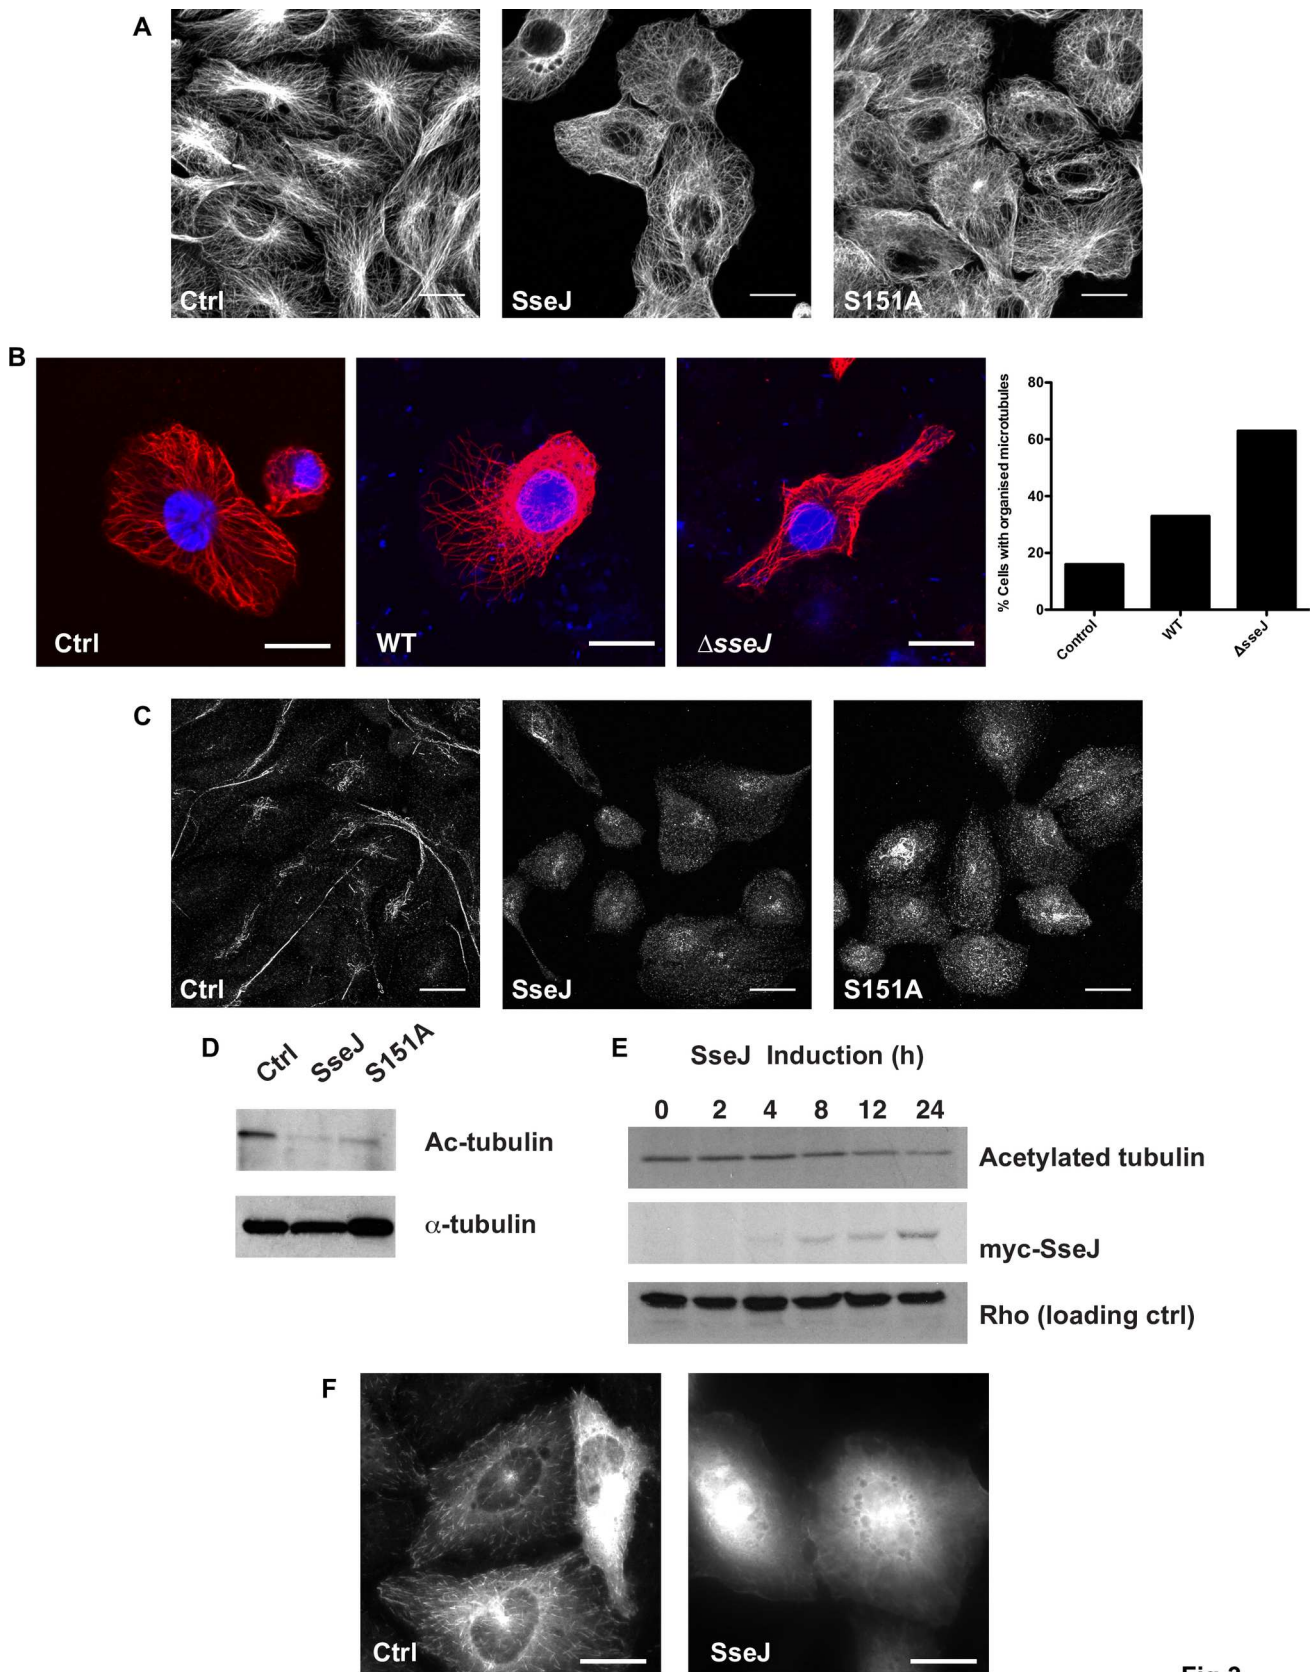 A
Ctrl
SseJ
S151A
B
Ctrl
WT
ΔsseJ
% Cells with organised microtubules
80
60
40
20
0
Control
WT
ΔsseJ
C
Ctrl
SseJ
S151A
D
Ctrl
SseJ
S151A
Ac-tubulin
α-tubulin
E
SseJ Induction (h)
0 2 4 8 12 24
Acetylated tubulin
myc-SseJ
Rho (loading ctrl)
F
Ctrl
SseJ